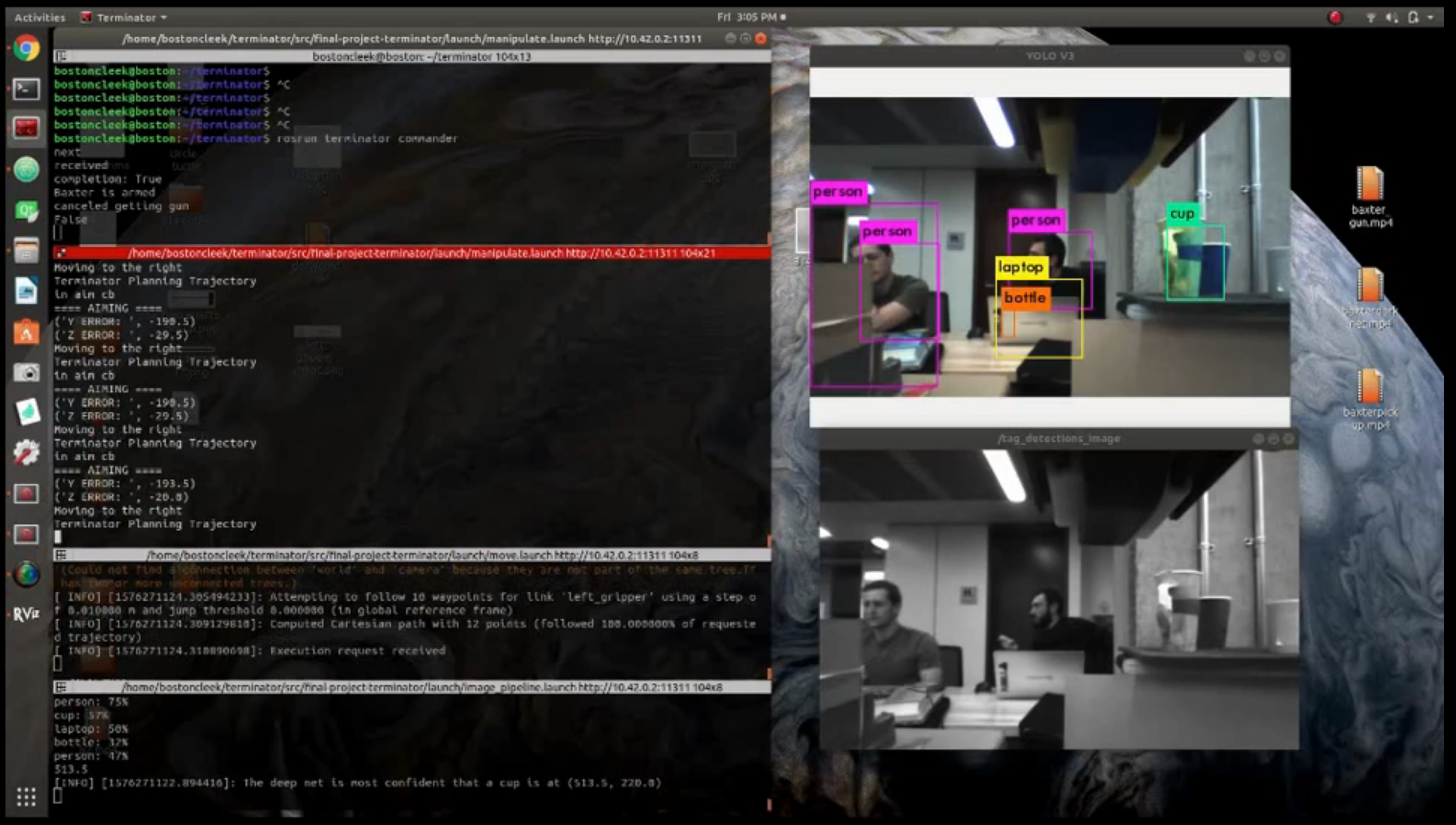 Activities
Terminator
Fri 3:05 PM
/home/bostoncleek/terminator/src/final-project-terminator/launch/manipulate.launch http://10.42.0.2:11311
bostoncleek@boston: ~/terminator 104x13
bostoncleek@boston:~/terminator$
bostoncleek@boston:~/terminator$ ^C
bostoncleek@boston:~/terminator$
bostoncleek@boston:~/terminator$ ^C
bostoncleek@boston:~/terminator$ ^C
bostoncleek@boston:~/terminator$ rosrun terminator commander
next
received
completion: True
Baxter is armed
canceled getting gun
False
/home/bostoncleek/terminator/src/final-project-terminator/launch/manipulate.launch http://10.42.0.2:11311 104x21
Moving to the right
Terminator Planning Trajectory
in aim cb
==== AIMING ====
('Y ERROR: ', -190.5)
('Z ERROR: ', -29.5)
Moving to the right
Terminator Planning Trajectory
in aim cb
==== AIMING ====
('Y ERROR: ', -190.5)
('Z ERROR: ', -29.5)
Moving to the right
Terminator Planning Trajectory
in aim cb
==== AIMING ====
('Y ERROR: ', -193.5)
('Z ERROR: ', -20.0)
Moving to the right
Terminator Planning Trajectory
/home/bostoncleek/terminator/src/final-project-terminator/launch/move.launch http://10.42.0.2:11311 104x8
(Could not find a connection between 'world' and 'camera' because they are not part of the same tree.Tf
has two or more unconnected trees.)
[ INFO] [1576271124.305494233]: Attempting to follow 10 waypoints for link 'left_gripper' using a step o
f 0.010000 m and jump threshold 0.000000 (in global reference frame)
[ INFO] [1576271124.309129810]: Computed Cartesian path with 12 points (followed 100.000000% of requeste
d trajectory)
[ INFO] [1576271124.310890698]: Execution request received
/home/bostoncleek/terminator/src/final-project-terminator/launch/image_pipeline.launch http://10.42.0.2:11311 104x8
person: 75%
cup: 57%
laptop: 50%
bottle: 32%
person: 47%
513.5
[INFO] [1576271122.894416]: The deep net is most confident that a cup is at (513.5, 220.0)
RViz
YOLO V3
person
person
person
cup
laptop
bottle
/tag_detections_image
baxter_
gun.mp4
baxterdark
net.mp4
baxterpick
up.mp4